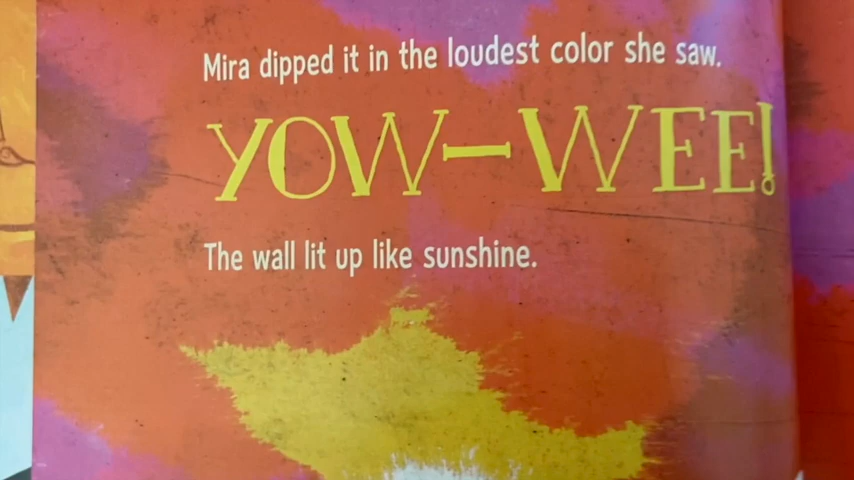 Mira dipped it in the loudest color she saw.
YOW-WEE!
The wall lit up like sunshine.